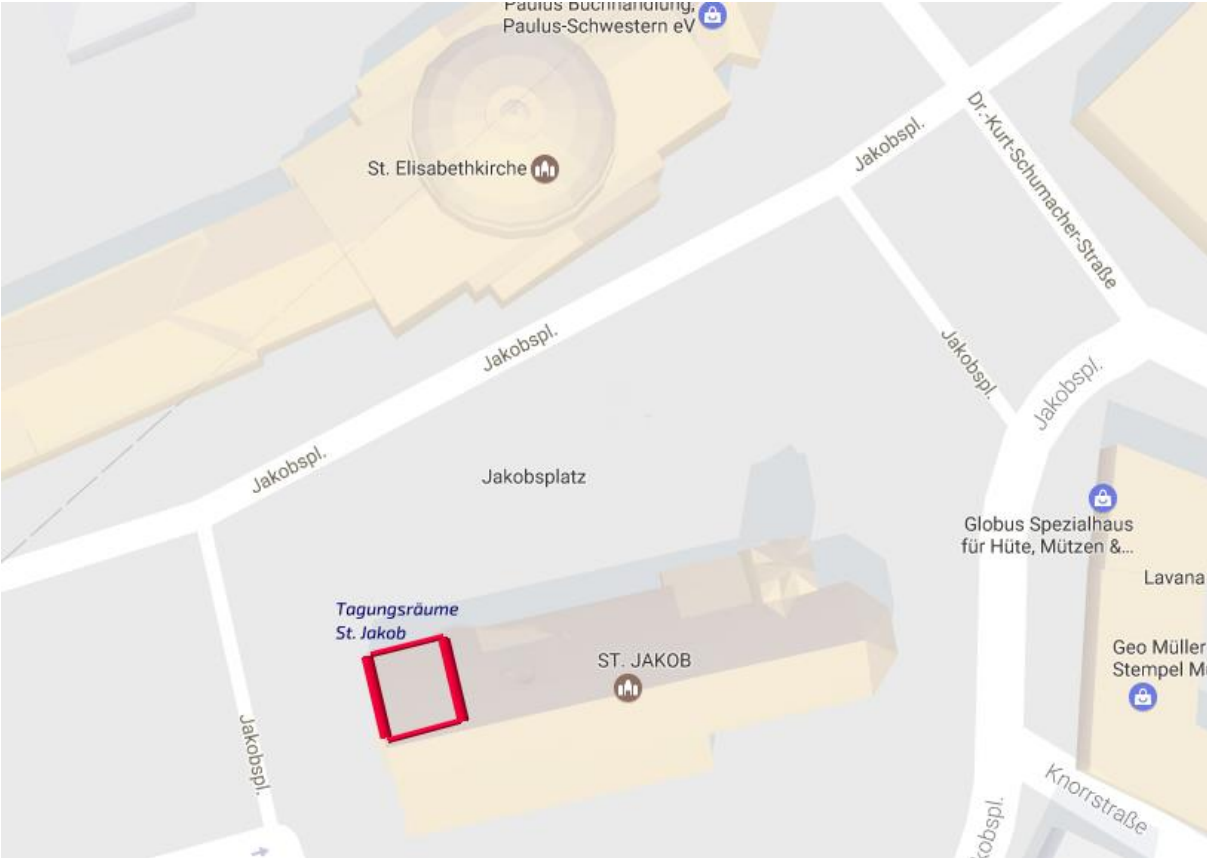 Paulus Buchhandlung,
Paulus-Schwestern eV
St. Elisabethkirche
Jakobspl.
Dr.-Kurt-Schumacher-Straße
Jakobspl.
Jakobspl.
Jakobspl.
Jakobspl.
Jakobsplatz
Globus Spezialhaus
für Hüte, Mützen &...
Lavana
Tagungsräume
St. Jakob
ST. JAKOB
Geo Müller
Stempel M
Jakobspl.
Knorrstraße
kobspl.